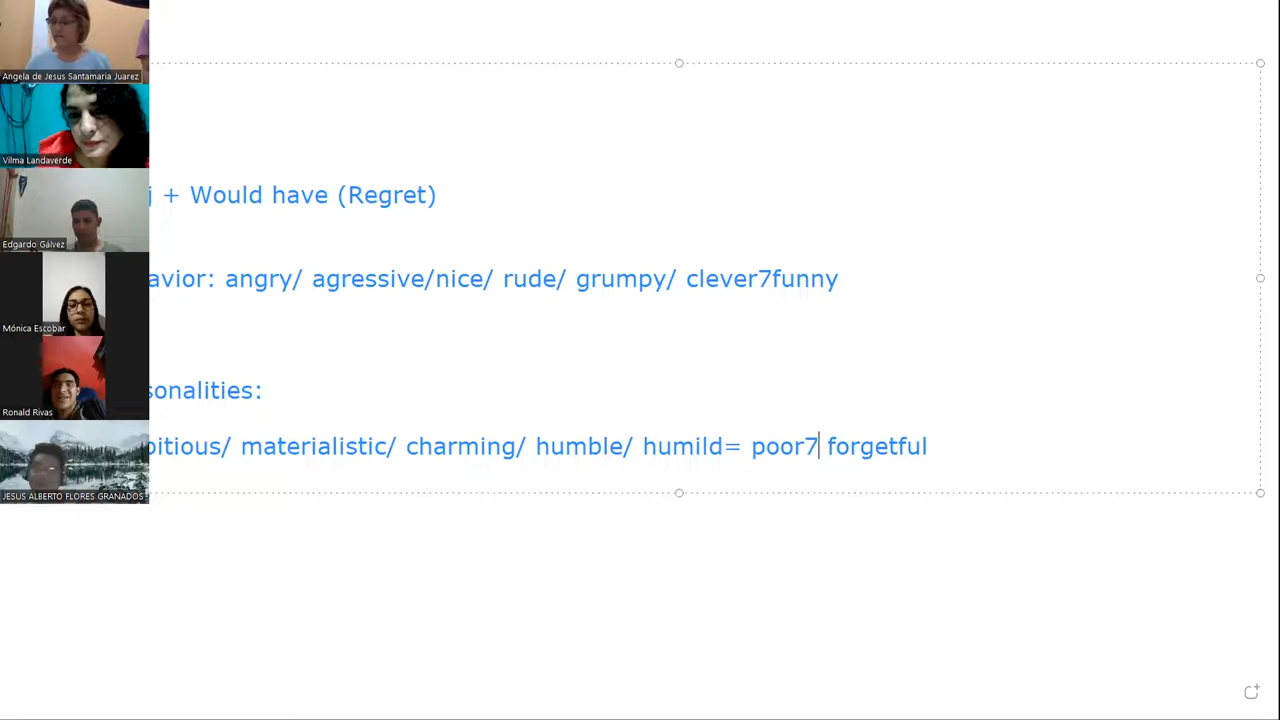 Angela de Jesus Santamaria Juarez
Vilma Landaverde
Edgardo Gálvez
Mónica Escobar
Ronald Rivas
JESUS ALBERTO FLORES GRANADOS
j + Would have (Regret)
avior: angry/ agressive/nice/ rude/ grumpy/ clever7funny
sonalities:
bitious/ materialistic/ charming/ humble/ humild= poor7 forgetful